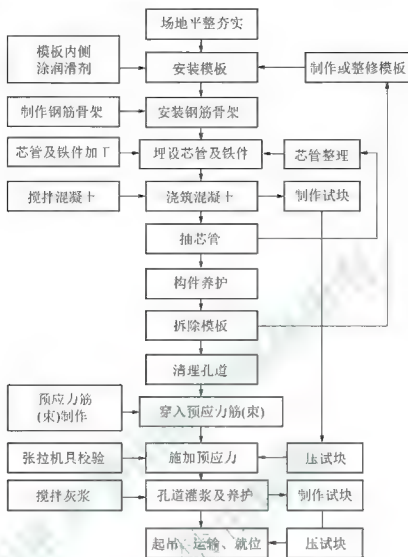 场地平整夯实
模板内侧
涂润滑剂
安装模板
制作或整修模板
制作钢筋骨架
安装钢筋骨架
芯管及铁件加工
埋设芯管及铁件
芯管整理
搅拌混凝土
浇筑混凝土
制作试块
抽芯管
构件养护
拆除模板
清理孔道
预应力筋
(束)制作
穿入预应力筋(束)
张拉机具校验
施加预应力
压试块
搅拌灰浆
孔道灌浆及养护
制作试块
起吊、运输、就位
压试块